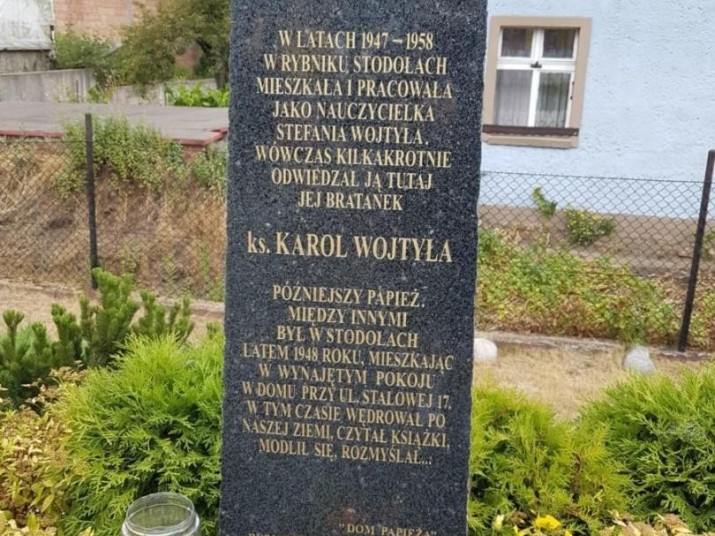 W LATACH 1947 – 1958
W RYBNIKU STODOŁACH
MIESZKAŁA I PRACOWAŁA
JAKO NAUCZYCIELKA
STEFANIA WOJTYŁA.
WÓWCZAS KILKAKROTNIE
ODWIEDZAŁ JĄ TUTAJ
JEJ BRATANEK
ks. KAROL WOJTYŁA
PÓŹNIEJSZY PAPIEŻ.
MIĘDZY INNYMI
BYŁ W STODOŁACH
LATEM 1948 ROKU, MIESZKAJĄC
W WYNAJĘTYM POKOJU
W DOMU PRZY UL. STALOWEJ 17.
W TYM CZASIE WĘDROWAŁ PO
NASZEJ ZIEMI, CZYTAŁ KSIĄŻKI,
MODLIŁ SIĘ, ROZMYŚLAŁ...
"DOM PAPIEŻA"